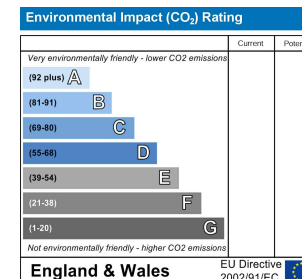 Environmental Impact (CO₂) Rating
Current Poten
Very environmentally friendly - lower CO2 emissions
(92 plus) A
(81-91) B
(69-80) C
(55-68) D
(39-54) E
(21-38) F
(1-20) G
Not environmentally friendly - higher CO2 emissions
England & Wales
EU Directive
2002/91/EC